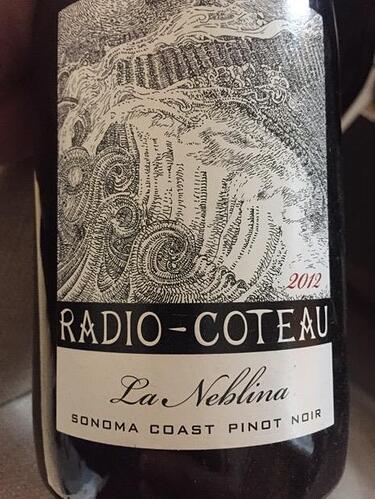 2012
RADIO-COTEAU
La Neblina
SONOMA COAST PINOT NOIR